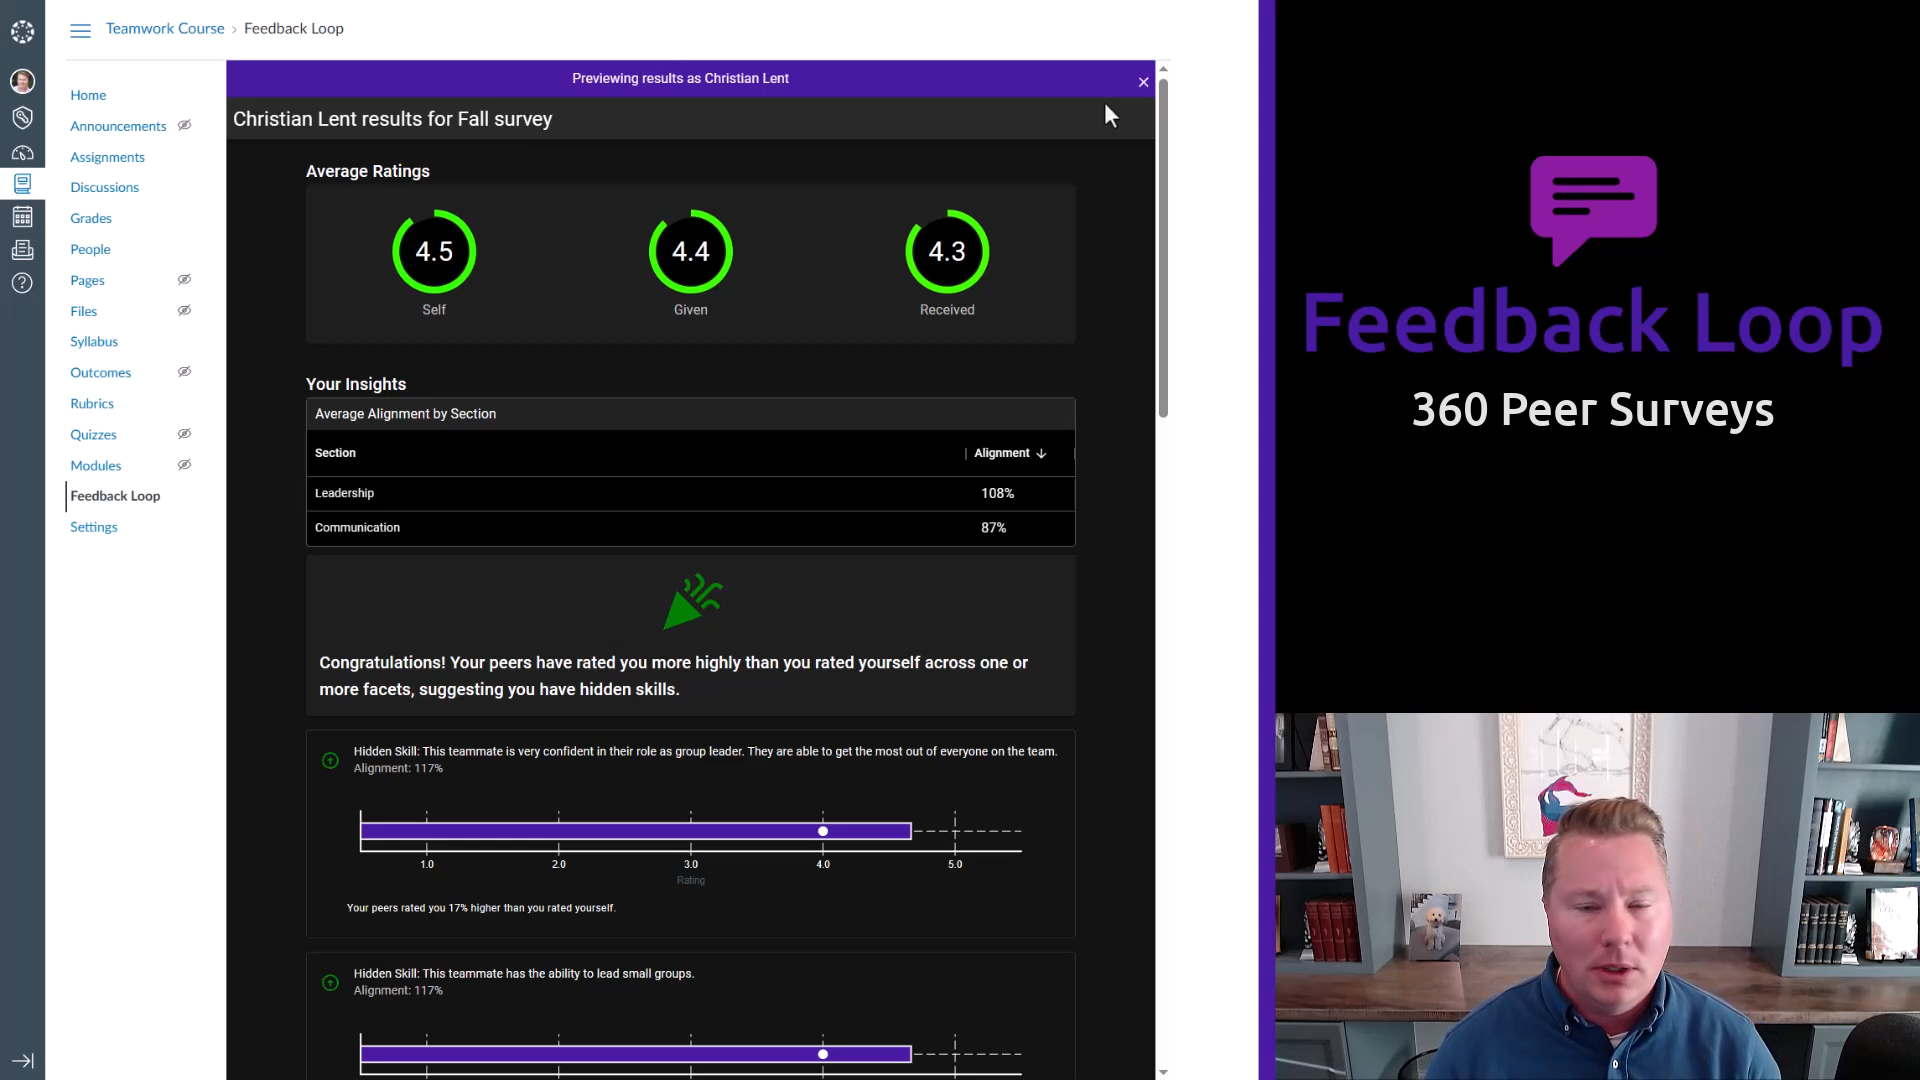 Teamwork Course › Feedback Loop
Home
Announcements
Assignments
Discussions
Grades
People
Pages
Files
Syllabus
Outcomes
Rubrics
Quizzes
Modules
Feedback Loop
Settings
Previewing results as Christian Lent
Christian Lent results for Fall survey
Average Ratings
4.5
4.4
4.3
Self
Given
Received
Your Insights
Average Alignment by Section
Section
Alignment
Leadership
108%
Communication
87%
Congratulations! Your peers have rated you more highly than you rated yourself across one or
more facets, suggesting you have hidden skills.
Hidden Skill: This teammate is very confident in their role as group leader. They are able to get the most out of everyone on the team.
Alignment: 117%
1.0
2.0
3.0
4.0
5.0
Rating
Your peers rated you 17% higher than you rated yourself.
Hidden Skill: This teammate has the ability to lead small groups.
Alignment: 117%
Feedback Loop
360 Peer Surveys